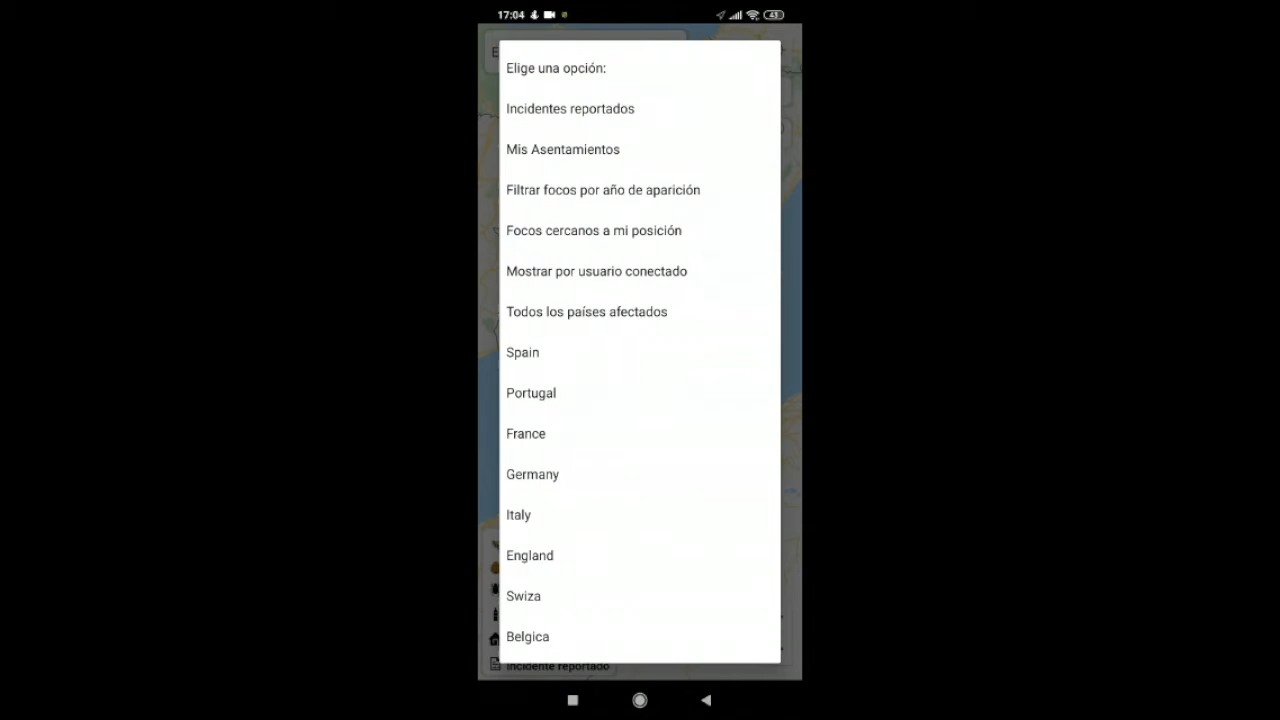 17:04
43
E
Elige una opción:
Incidentes reportados
Mis Asentamientos
Filtrar focos por año de aparición
Focos cercanos a mi posición
Mostrar por usuario conectado
Todos los países afectados
Spain
Portugal
France
Germany
Italy
England
Swiza
Belgica
Incidente reportado